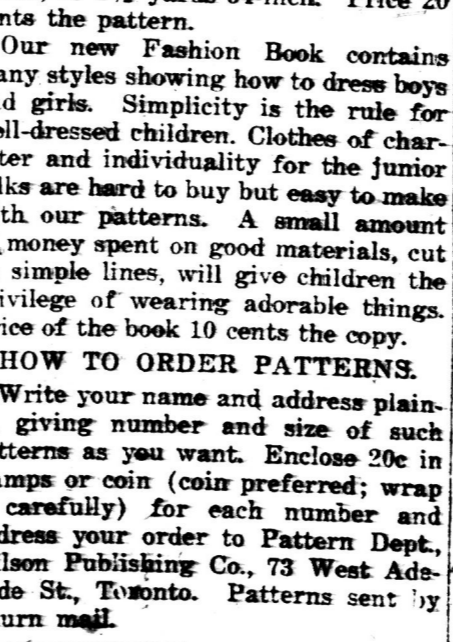 nts the pattern.
Our new Fashion Book contains
any styles showing how to dress boys
d girls. Simplicity is the rule for
ll-dressed children. Clothes of char-
ter and individuality for the junior
lks are hard to buy but easy to make
th our patterns. A small amount
money spent on good materials, cut
simple lines, will give children the
ivilege of wearing adorable things.
ice of the book 10 cents the copy.
HOW TO ORDER PATTERNS.
Write your name and address plain-
giving number and size of such
tterns as you want. Enclose 20c in
amps or coin (coin preferred; wrap
carefully) for each number and
dress your order to Pattern Dept.,
lson Publishing Co., 73 West Ade-
de St., Toronto. Patterns sent by
urn mail.